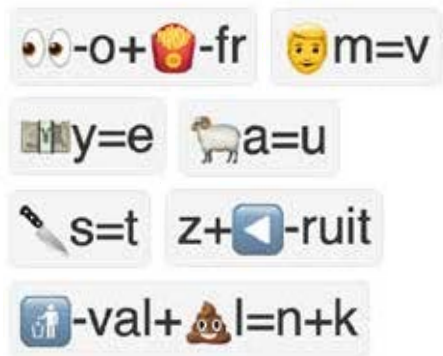 👀-o+🍟-fr 👨m=v
💵y=e 🐏a=u
🔪s=t z+◀️-ruit
🚮-val+💩l=n+k